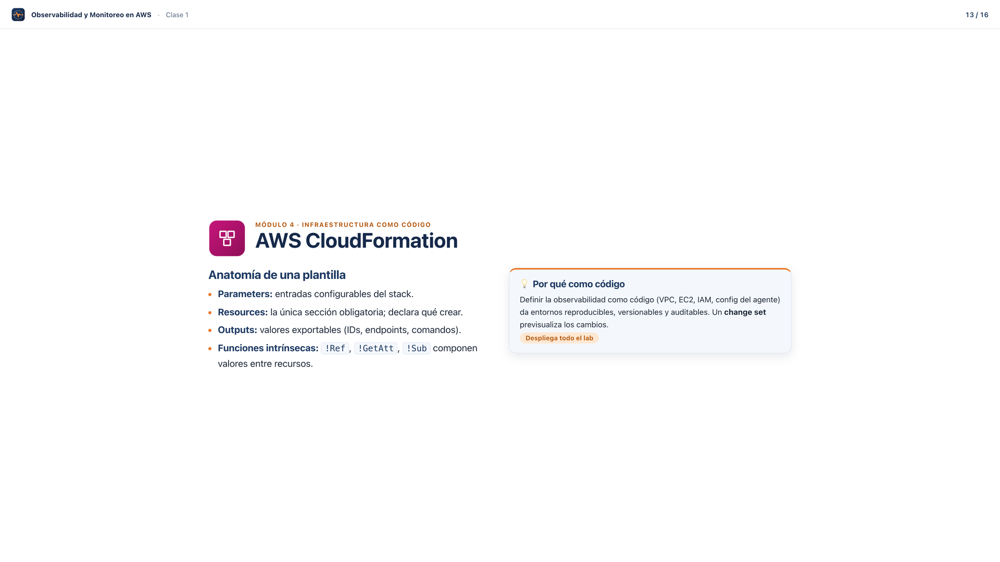 Observabilidad y Monitoreo en AWS · Clase 1
13 / 16
MÓDULO 4 · INFRAESTRUCTURA COMO CÓDIGO
AWS CloudFormation
Anatomía de una plantilla
Parameters: entradas configurables del stack.
Resources: la única sección obligatoria; declara qué crear.
Outputs: valores exportables (IDs, endpoints, comandos).
Funciones intrínsecas: !Ref, !GetAtt, !Sub componen
valores entre recursos.
Por qué como código
Definir la observabilidad como código (VPC, EC2, IAM, config del agente)
da entornos reproducibles, versionables y auditables. Un change set
previsualiza los cambios.
Despliega todo el lab